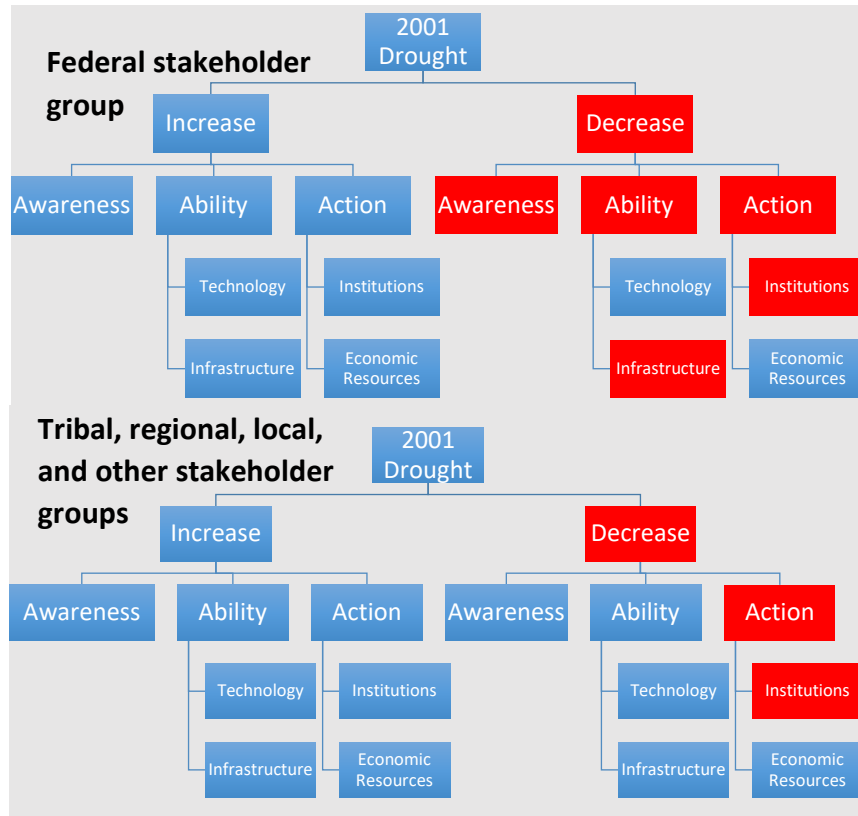 2001
Drought
Federal stakeholder
group
Increase
Decrease
Awareness
Ability
Action
Awareness
Ability
Action
Technology
Institutions
Technology
Institutions
Infrastructure
Economic
Resources
Infrastructure
Economic
Resources
Tribal, regional, local,
and other stakeholder
groups
2001
Drought
Increase
Decrease
Awareness
Ability
Action
Awareness
Ability
Action
Technology
Institutions
Technology
Institutions
Infrastructure
Economic
Resources
Infrastructure
Economic
Resources